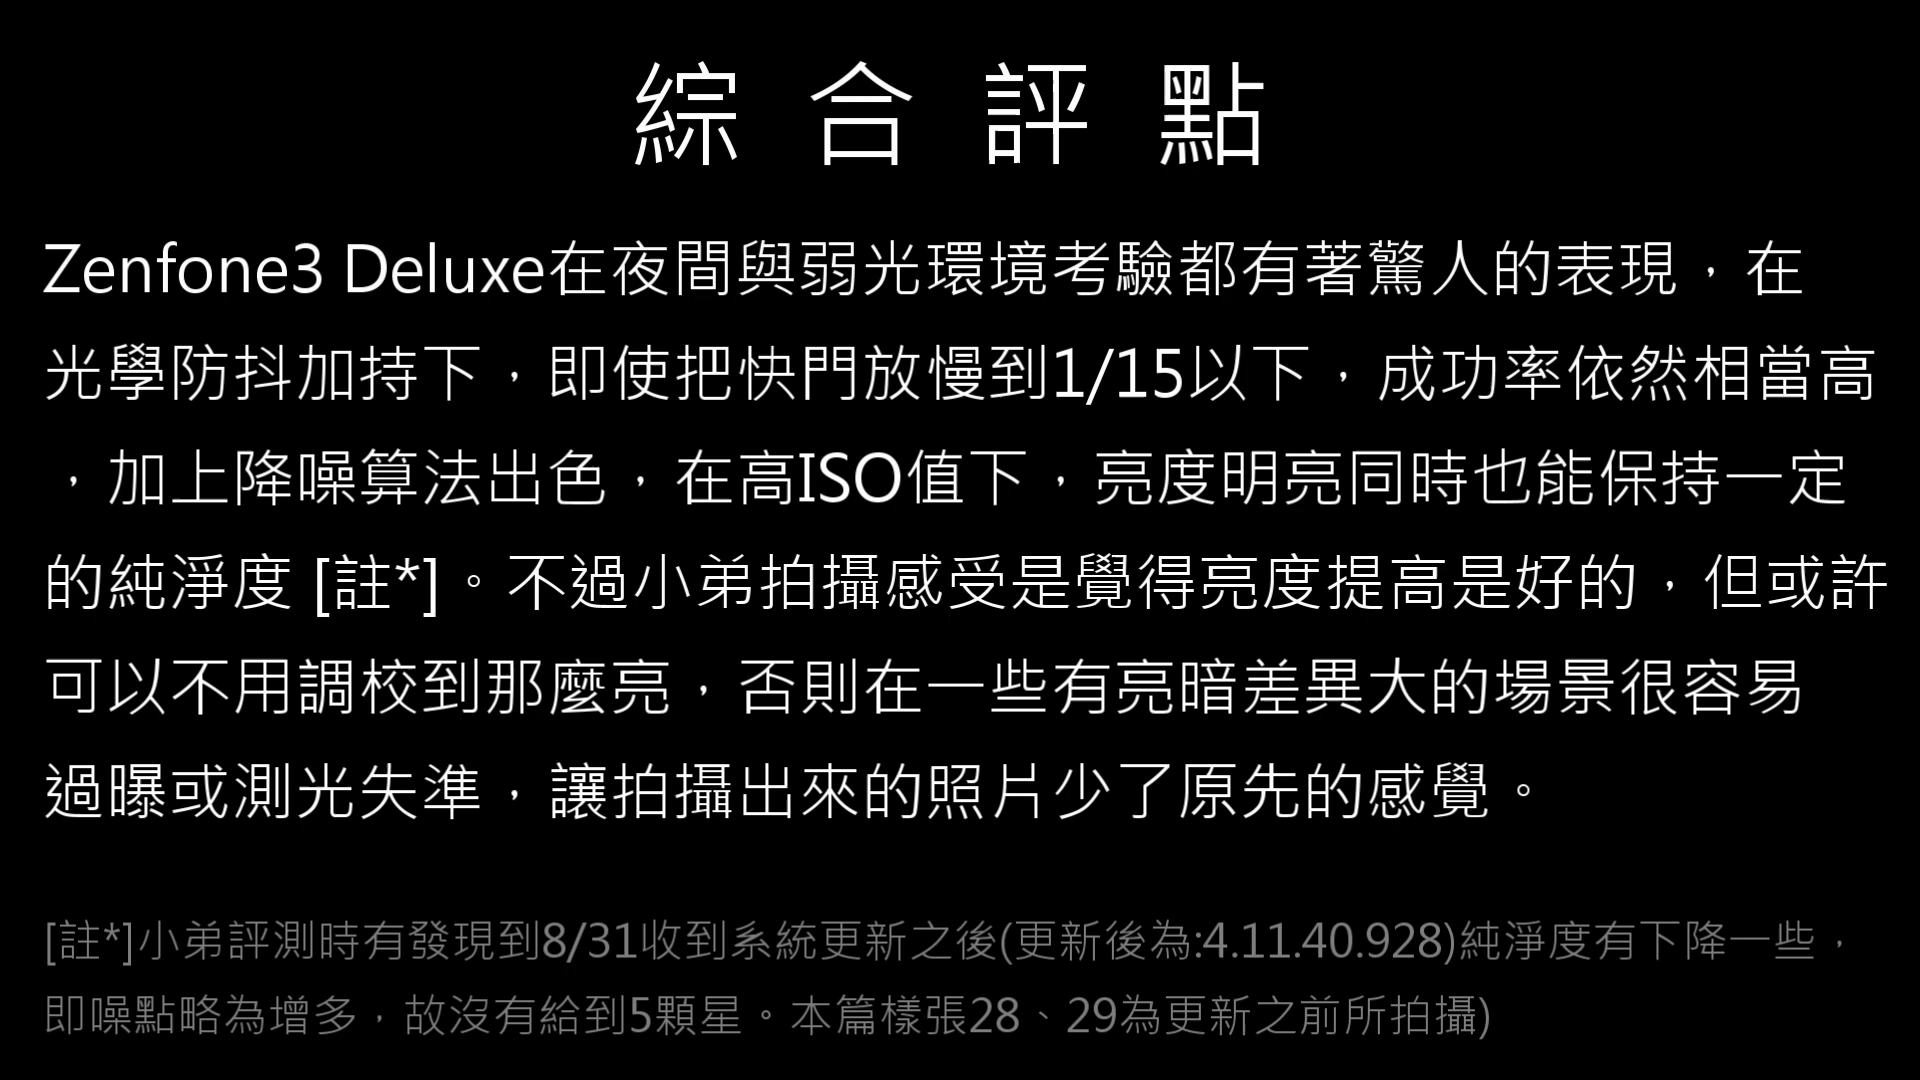 綜合評點
Zenfone3 Deluxe在夜間與弱光環境考驗都有著驚人的表現，在
光學防抖加持下，即使把快門放慢到1/15以下，成功率依然相當高
，加上降噪算法出色，在高ISO值下，亮度明亮同時也能保持一定
的純淨度 [註*]。不過小弟拍攝感受是覺得亮度提高是好的，但或許
可以不用調校到那麼亮，否則在一些有亮暗差異大的場景很容易
過曝或測光失準，讓拍攝出來的照片少了原先的感覺。
[註*]小弟評測時有發現到8/31收到系統更新之後(更新後為:4.11.40.928)純淨度有下降一些，
即噪點略為增多，故沒有給到5顆星。本篇樣張28、29為更新之前所拍攝)